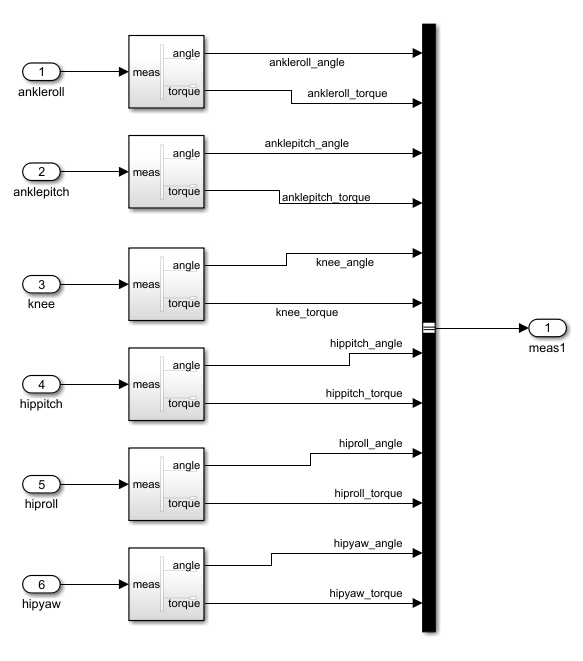 angle
ankleroll_angle
1
meas
ankleroll
torque
ankleroll_torque
angle
anklepitch_angle
2
meas
anklepitch
torque
anklepitch_torque
angle
knee_angle
3
meas
knee
torque
knee_torque
1
meas1
angle
hippitch_angle
4
meas
hippitch
torque
hippitch_torque
angle
hiproll_angle
5
meas
hiproll
torque
hiproll_torque
angle
hipyaw_angle
6
meas
hipyaw
torque
hipyaw_torque